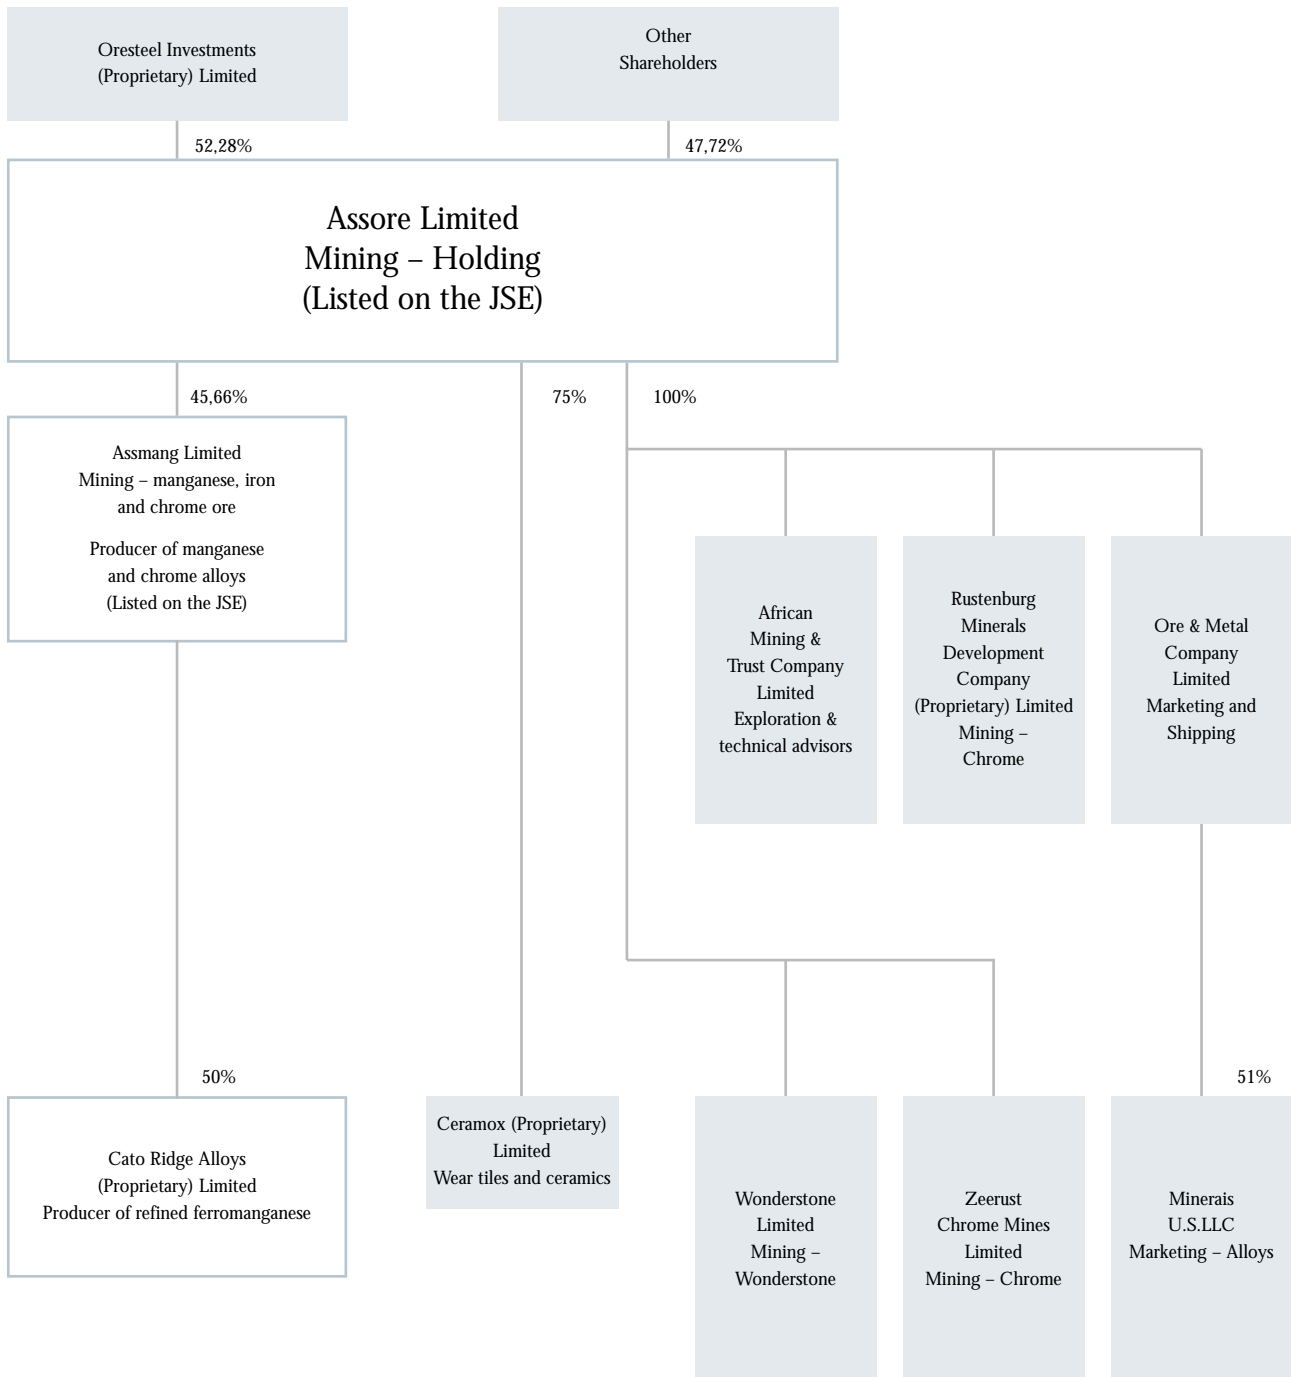 Oresteel Investments
(Proprietary) Limited
Other
Shareholders
52,28%
47,72%
Assore Limited
Mining – Holding
(Listed on the JSE)
45,66%
75%
100%
Assmang Limited
Mining – manganese, iron
and chrome ore
Producer of manganese
and chrome alloys
(Listed on the JSE)
African
Mining &
Trust Company
Limited
Exploration &
technical advisors
Rustenburg
Minerals
Development
Company
(Proprietary) Limited
Mining –
Chrome
Ore & Metal
Company
Limited
Marketing and
Shipping
50%
51%
Cato Ridge Alloys
(Proprietary) Limited
Producer of refined ferromanganese
Ceramox (Proprietary)
Limited
Wear tiles and ceramics
Wonderstone
Limited
Mining –
Wonderstone
Zeerust
Chrome Mines
Limited
Mining – Chrome
Minerais
U.S.LLC
Marketing – Alloys